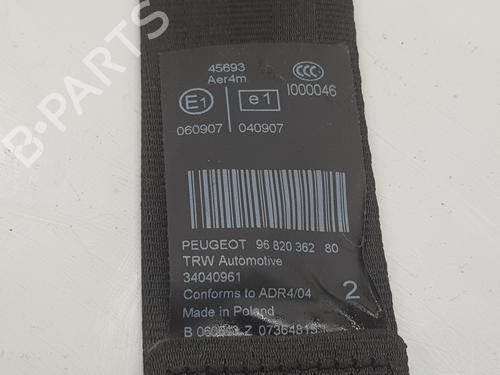 45693
Aer4m
CCC
E1 e1 I000046
060907 040907
PEUGEOT 96 820 362 80
TRW Automotive
34040961
Conforms to ADR4/04 2
Made in Poland
B-PARTS